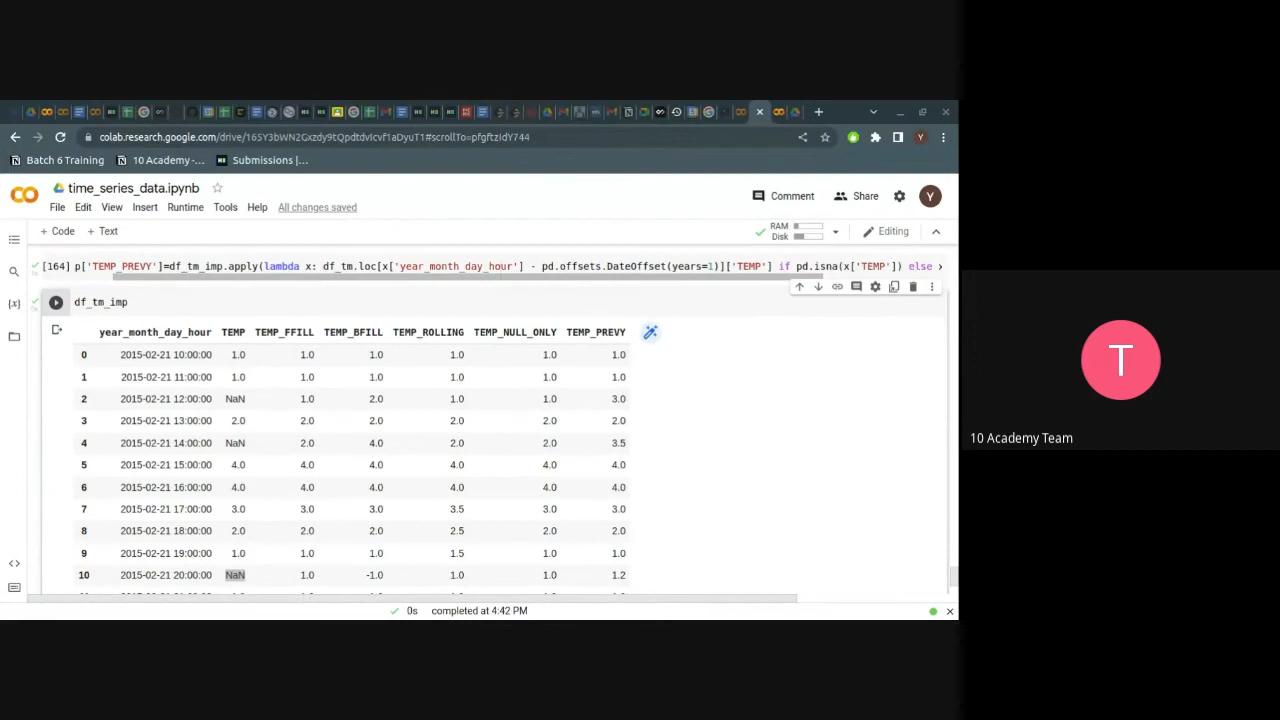 colab.research.google.com/drive/16SY3bWN2Gxzdy9tQpdtdvIcvf1aDyuT1#scrollTo=pfgftzIdY744
Batch 6 Training
10 Academy -...
Submissions |...
time_series_data.ipynb
File Edit View Insert Runtime Tools Help All changes saved
Comment Share Y
+ Code + Text
RAM
Disk
Editing
[164] p['TEMP_PREVY']=df_tm_imp.apply(lambda x: df_tm.loc[x['year_month_day_hour'] - pd.offsets.DateOffset(years=1)]['TEMP'] if pd.isna(x['TEMP']) else
df_tm_imp
year_month_day_hour TEMP TEMP_FFILL TEMP_BFILL TEMP_ROLLING TEMP_NULL_ONLY TEMP_PREVY
0 2015-02-21 10:00:00 1.0 1.0 1.0 1.0 1.0 1.0
1 2015-02-21 11:00:00 1.0 1.0 1.0 1.0 1.0 1.0
2 2015-02-21 12:00:00 NaN 1.0 2.0 1.0 1.0 3.0
3 2015-02-21 13:00:00 2.0 2.0 2.0 2.0 2.0 2.0
4 2015-02-21 14:00:00 NaN 2.0 4.0 2.0 2.0 3.5
5 2015-02-21 15:00:00 4.0 4.0 4.0 4.0 4.0 4.0
6 2015-02-21 16:00:00 4.0 4.0 4.0 4.0 4.0 4.0
7 2015-02-21 17:00:00 3.0 3.0 3.0 3.5 3.0 3.0
8 2015-02-21 18:00:00 2.0 2.0 2.0 2.5 2.0 2.0
9 2015-02-21 19:00:00 1.0 1.0 1.0 1.5 1.0 1.0
10 2015-02-21 20:00:00 NaN 1.0 -1.0 1.0 1.0 1.2
0s completed at 4:42 PM
T
10 Academy Team